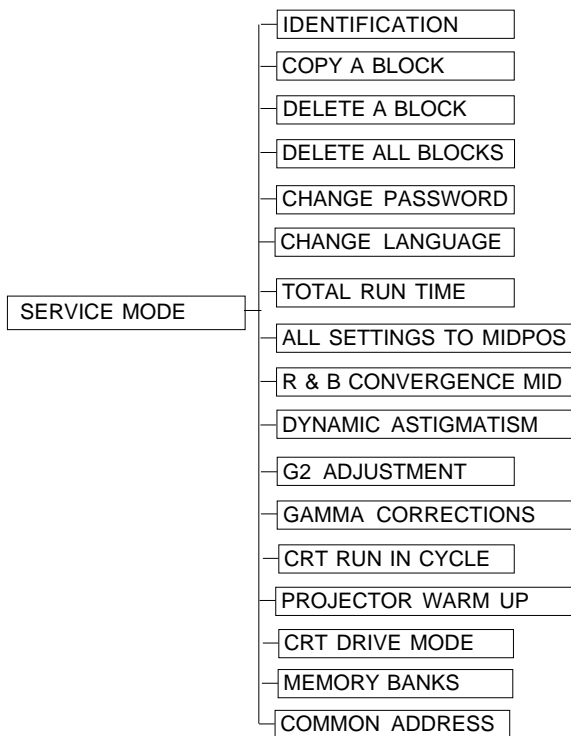 IDENTIFICATION
COPY A BLOCK
DELETE A BLOCK
DELETE ALL BLOCKS
CHANGE PASSWORD
CHANGE LANGUAGE
TOTAL RUN TIME
SERVICE MODE
ALL SETTINGS TO MIDPOS
R & B CONVERGENCE MID
DYNAMIC ASTIGMATISM
G2 ADJUSTMENT
GAMMA CORRECTIONS
CRT RUN IN CYCLE
PROJECTOR WARM UP
CRT DRIVE MODE
MEMORY BANKS
COMMON ADDRESS